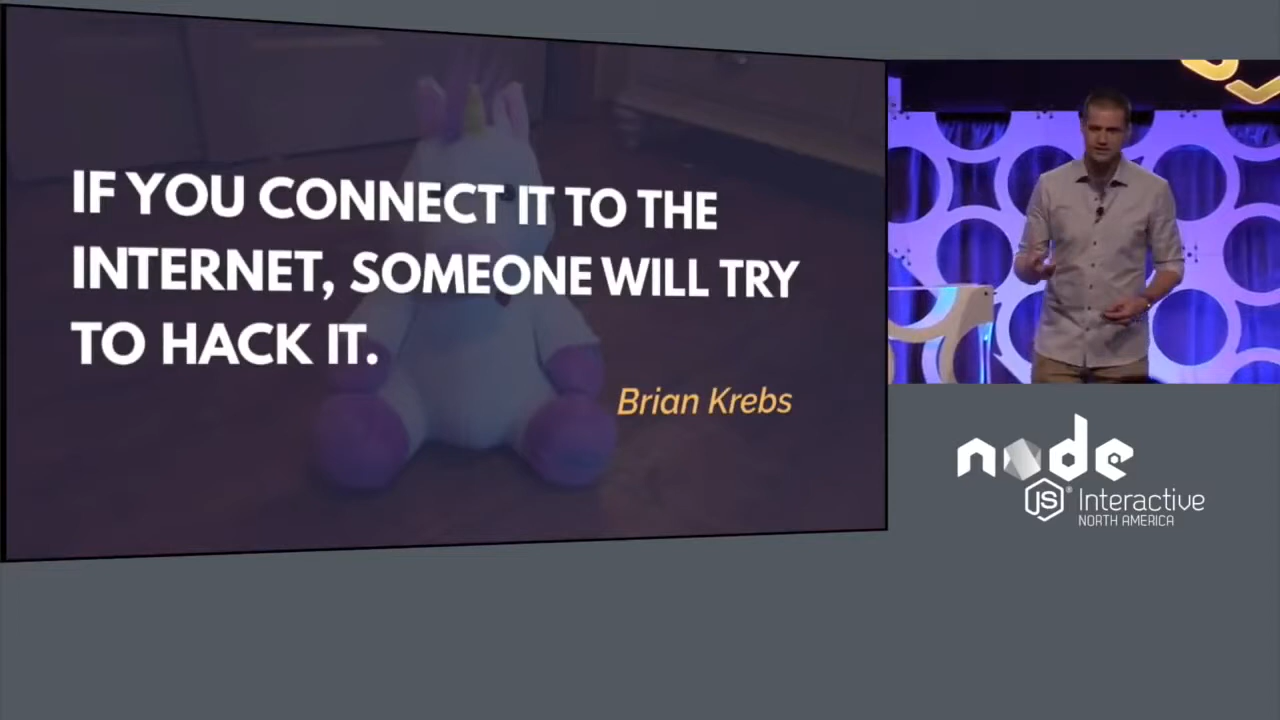 IF YOU CONNECT IT TO THE
INTERNET, SOMEONE WILL TRY
TO HACK IT.
Brian Krebs
node
JS® Interactive
NORTH AMERICA